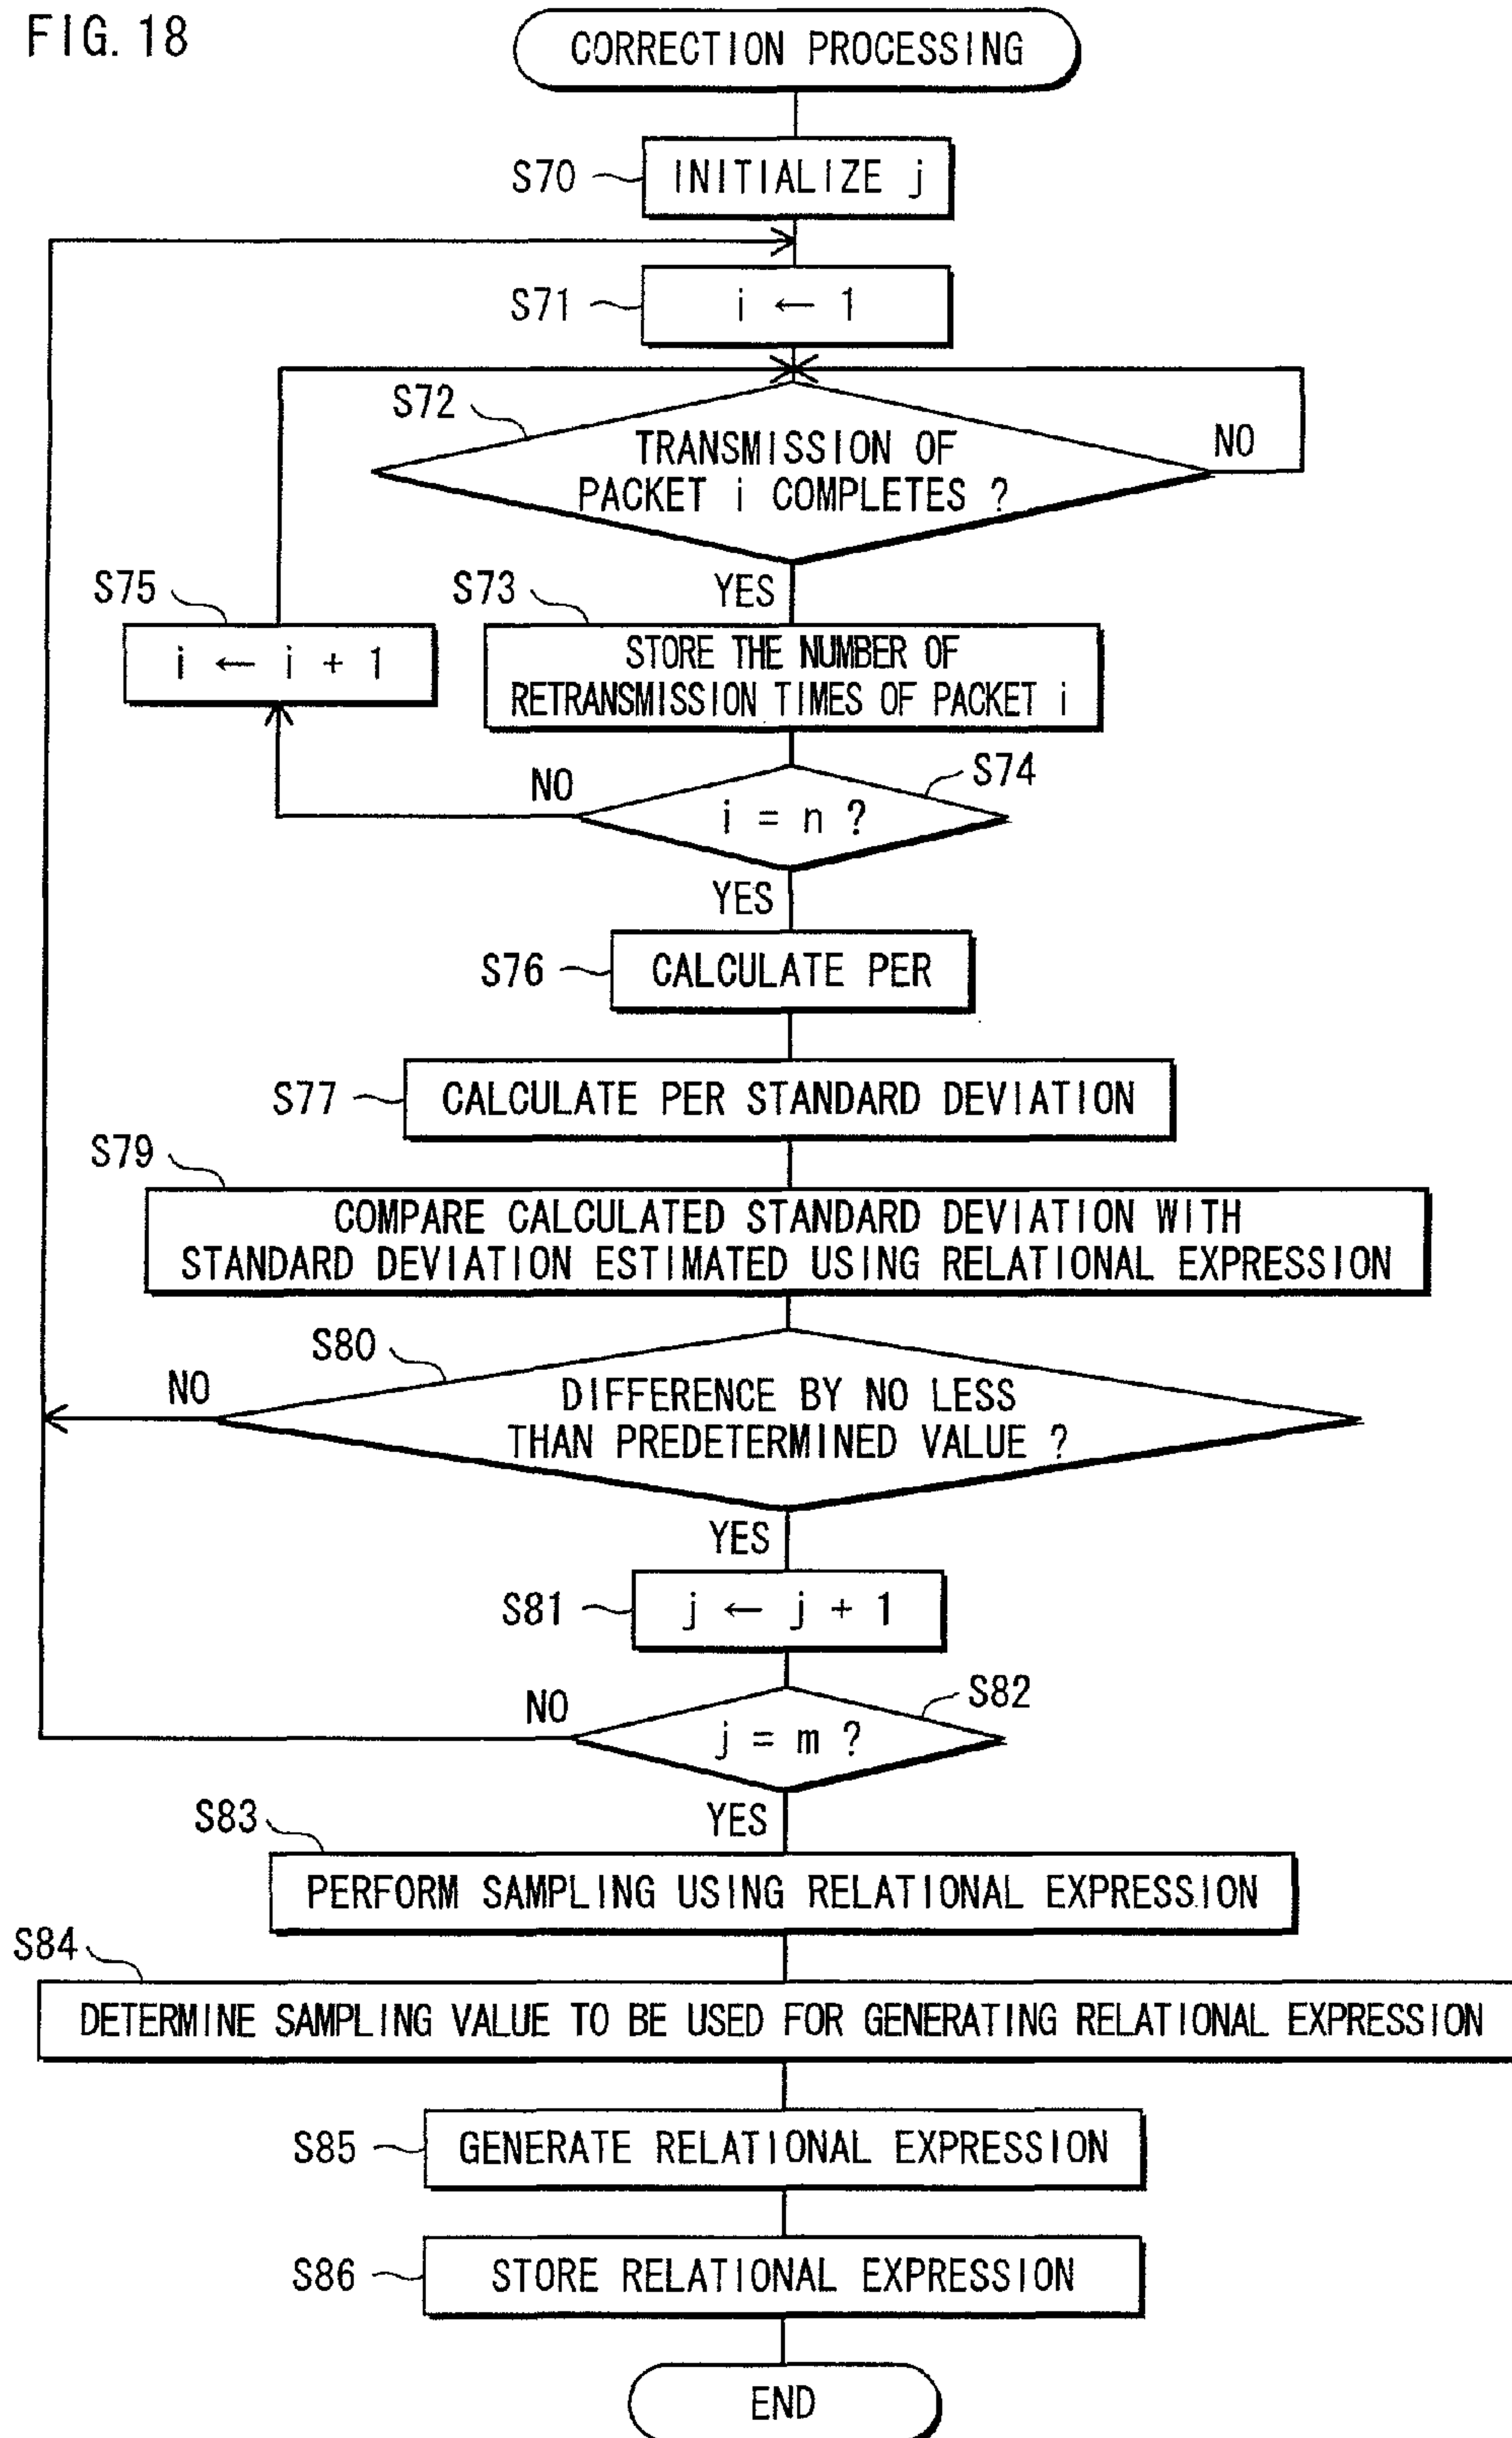 FIG. 18
CORRECTION PROCESSING
S70
INITIALIZE j
S71
i ← 1
S72
TRANSMISSION OF
PACKET i COMPLETES ?
NO
YES
S73
STORE THE NUMBER OF
RETRANSMISSION TIMES OF PACKET i
S75
i ← i + 1
S74
i = n ?
NO
YES
S76
CALCULATE PER
S77
CALCULATE PER STANDARD DEVIATION
S79
COMPARE CALCULATED STANDARD DEVIATION WITH
STANDARD DEVIATION ESTIMATED USING RELATIONAL EXPRESSION
S80
DIFFERENCE BY NO LESS
THAN PREDETERMINED VALUE ?
NO
YES
S81
j ← j + 1
S82
j = m ?
NO
YES
S83
PERFORM SAMPLING USING RELATIONAL EXPRESSION
S84
DETERMINE SAMPLING VALUE TO BE USED FOR GENERATING RELATIONAL EXPRESSION
S85
GENERATE RELATIONAL EXPRESSION
S86
STORE RELATIONAL EXPRESSION
END